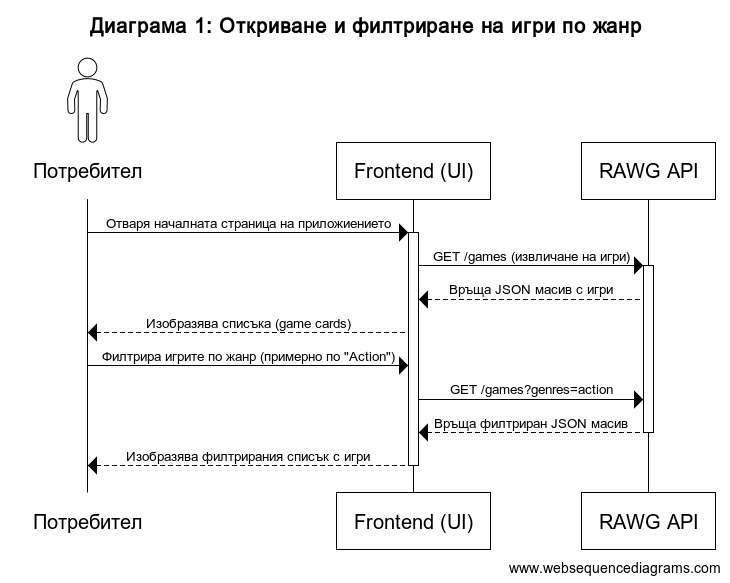 Диаграма 1: Откриване и филтриране на игри по жанр
Потребител
Frontend (UI)
RAWG API
Отваря началната страница на приложиението
GET /games (извличане на игри)
Връща JSON масив с игри
Изобразява списъка (game cards)
Филтрира игрите по жанр (примерно по "Action")
GET /games?genres=action
Връща филтриран JSON масив
Изобразява филтрирания списък с игри
Потребител
Frontend (UI)
RAWG API
www.websequencediagrams.com